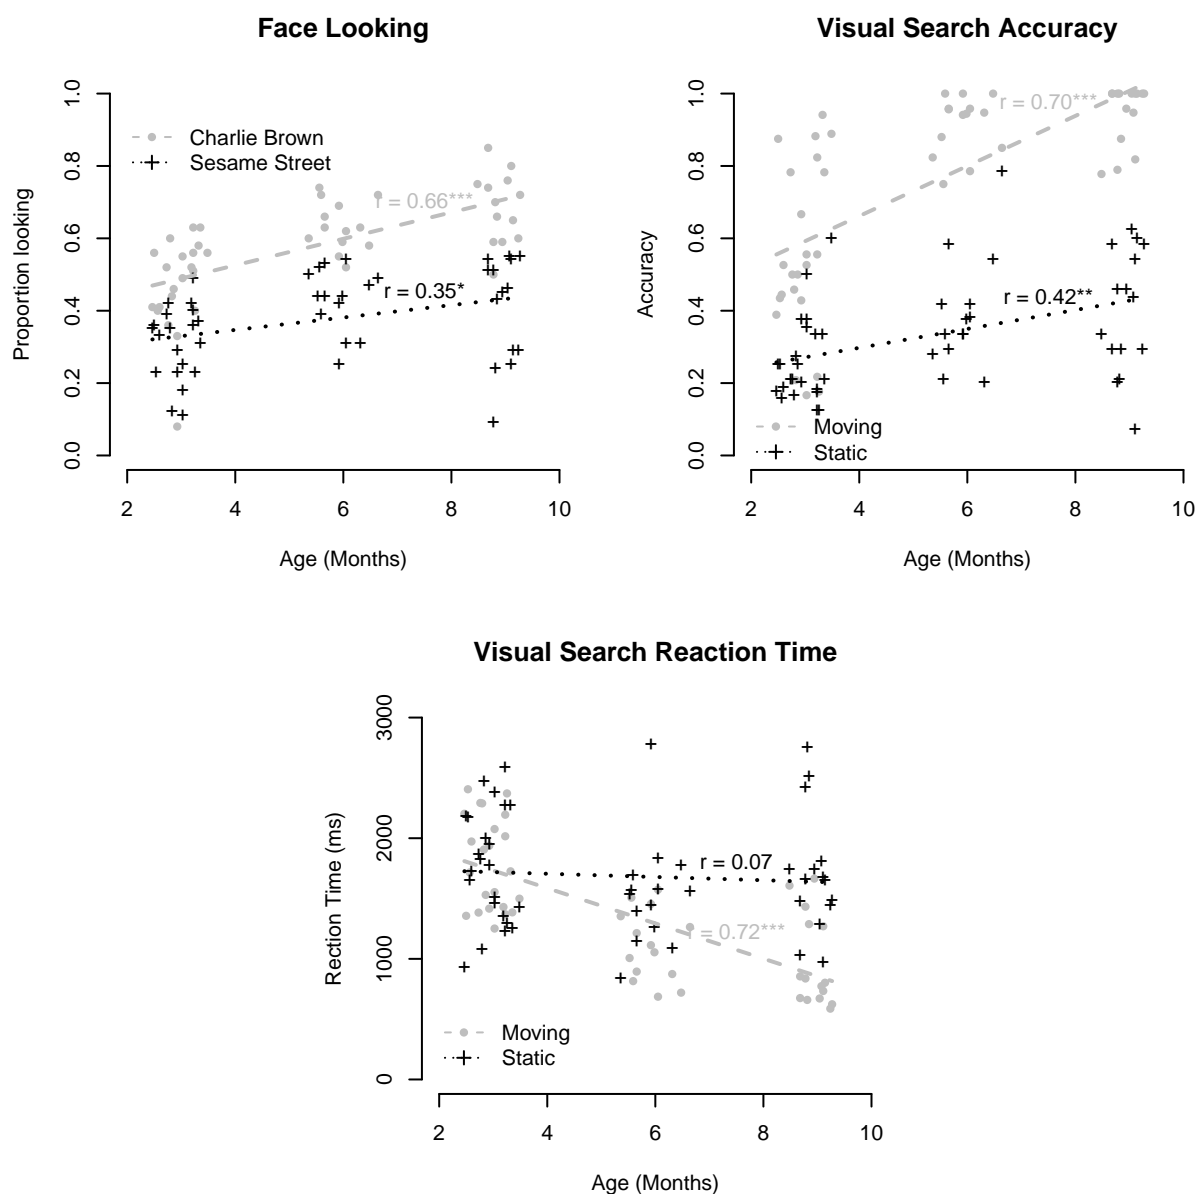 Face Looking
Proportion looking
0.0 0.2 0.4 0.6 0.8 1.0
Charlie Brown
Sesame Street
r = 0.66***
r = 0.35*
2 4 6 8 10
Age (Months)
Visual Search Accuracy
Accuracy
0.0 0.2 0.4 0.6 0.8 1.0
r = 0.70***
r = 0.42**
Moving
Static
2 4 6 8 10
Age (Months)
Visual Search Reaction Time
Rection Time (ms)
0 1000 2000 3000
r = 0.07
r = 0.72***
Moving
Static
2 4 6 8 10
Age (Months)